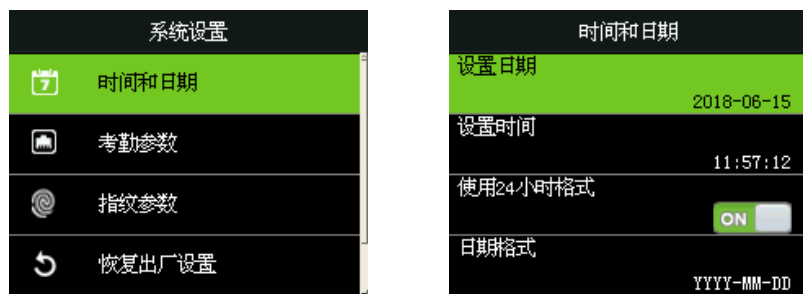 系统设置
7
时间和日期
考勤参数
指纹参数
恢复出厂设置
时间和日期
设置日期
2018-06-15
设置时间
11:57:12
使用24小时格式
ON
日期格式
YYYY-MM-DD